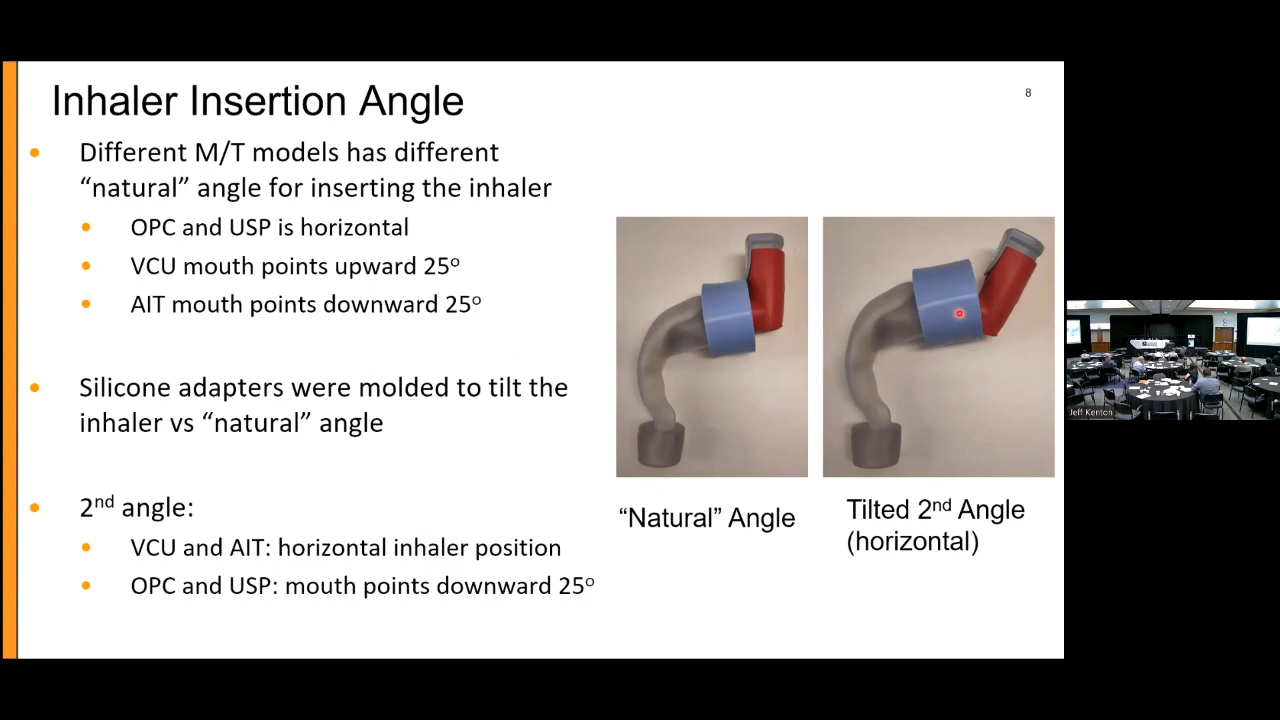 Inhaler Insertion Angle
8
Different M/T models has different
“natural” angle for inserting the inhaler
OPC and USP is horizontal
VCU mouth points upward 25º
AIT mouth points downward 25º
Silicone adapters were molded to tilt the
inhaler vs “natural” angle
2nd angle:
VCU and AIT: horizontal inhaler position
OPC and USP: mouth points downward 25º
“Natural” Angle
Tilted 2nd Angle
(horizontal)
Jeff Kenton